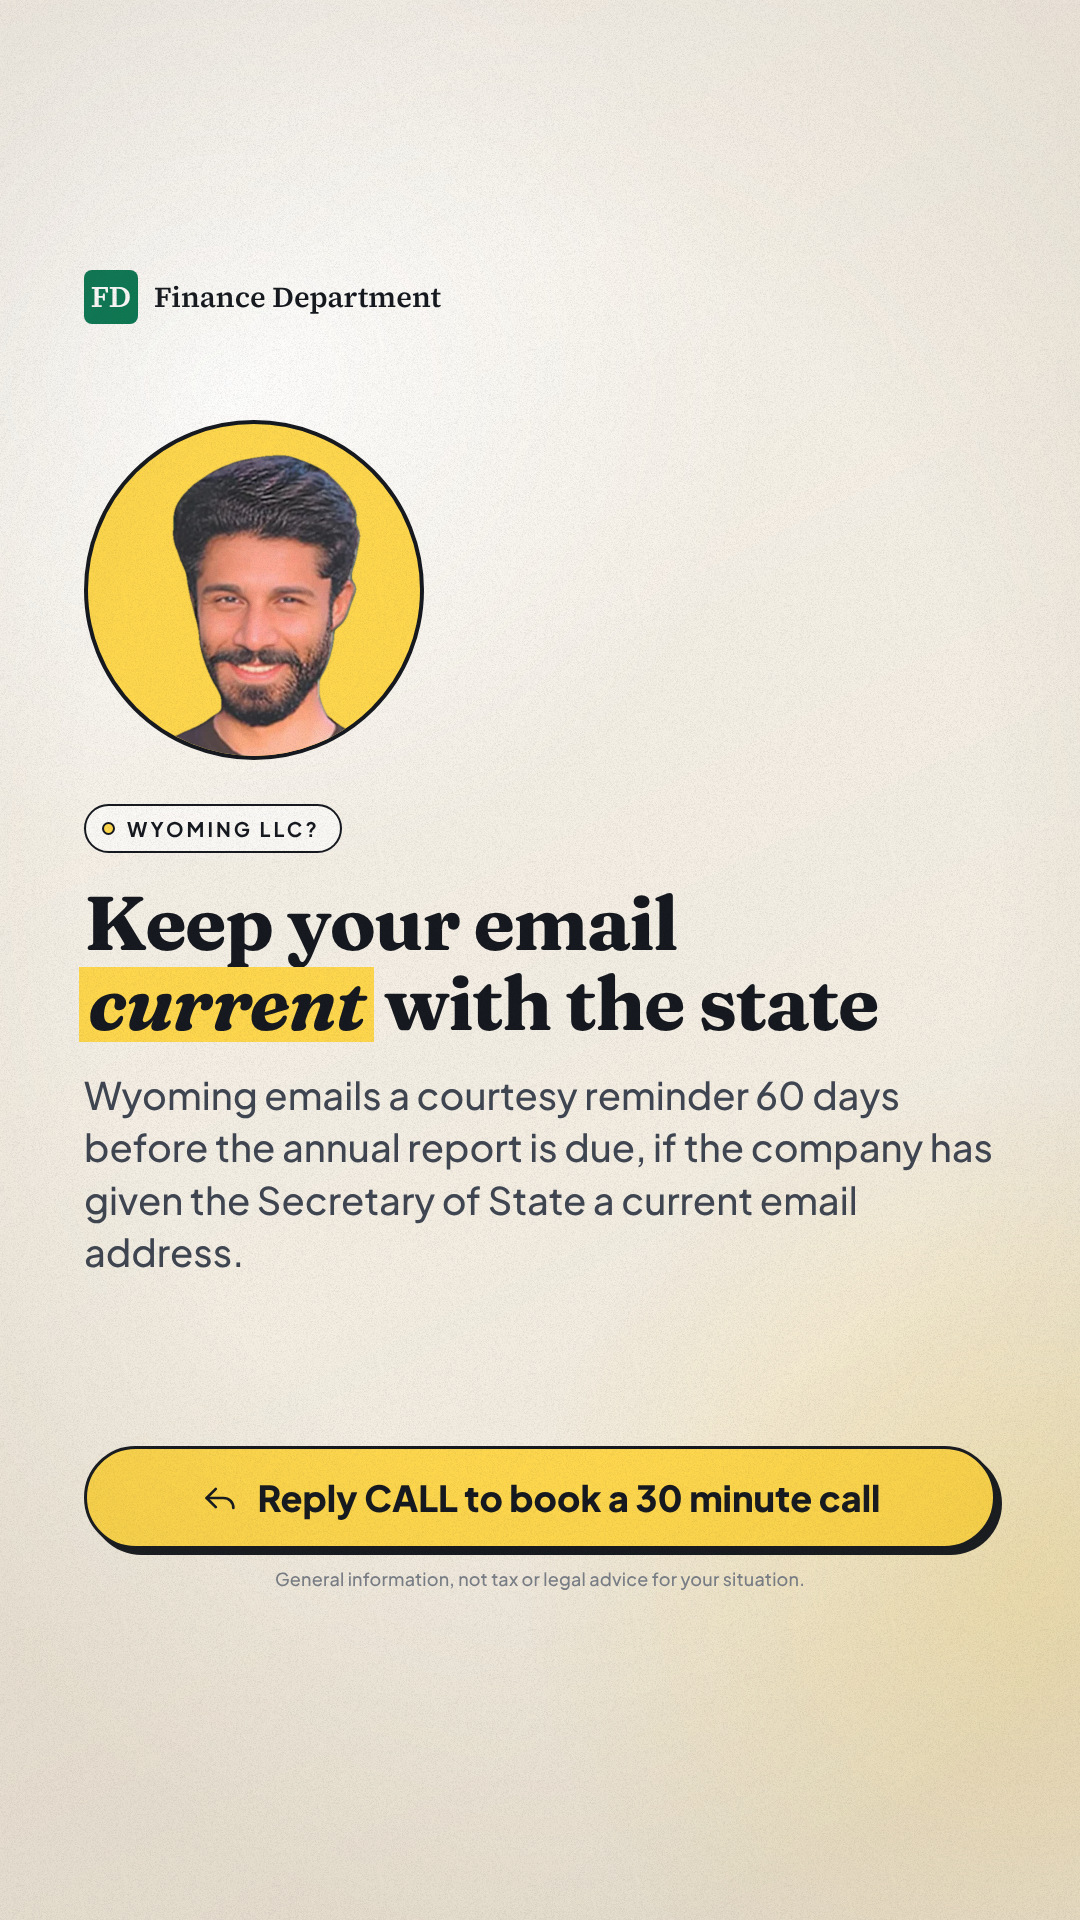 FD Finance Department
WYOMING LLC?
Keep your email
current with the state
Wyoming emails a courtesy reminder 60 days
before the annual report is due, if the company has
given the Secretary of State a current email
address.
Reply CALL to book a 30 minute call
General information, not tax or legal advice for your situation.